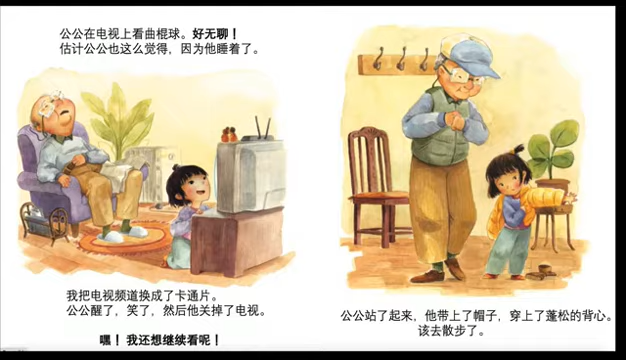 公公在电视上看曲棍球。好无聊！
估计公公也这么觉得，因为他睡着了。
我把电视频道换成了卡通片。
公公醒了，笑了，然后他关掉了电视。
嘿！我还想继续看呢！
公公站了起来，他带上了帽子，穿上了蓬松的背心。
该去散步了。